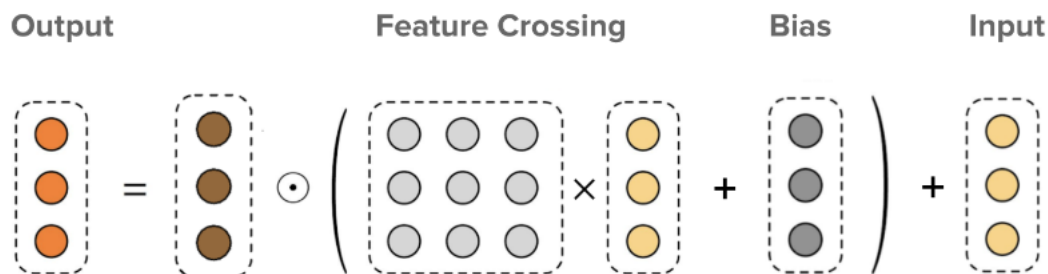 Output Feature Crossing Bias Input
= ⊙ ( × + ) +